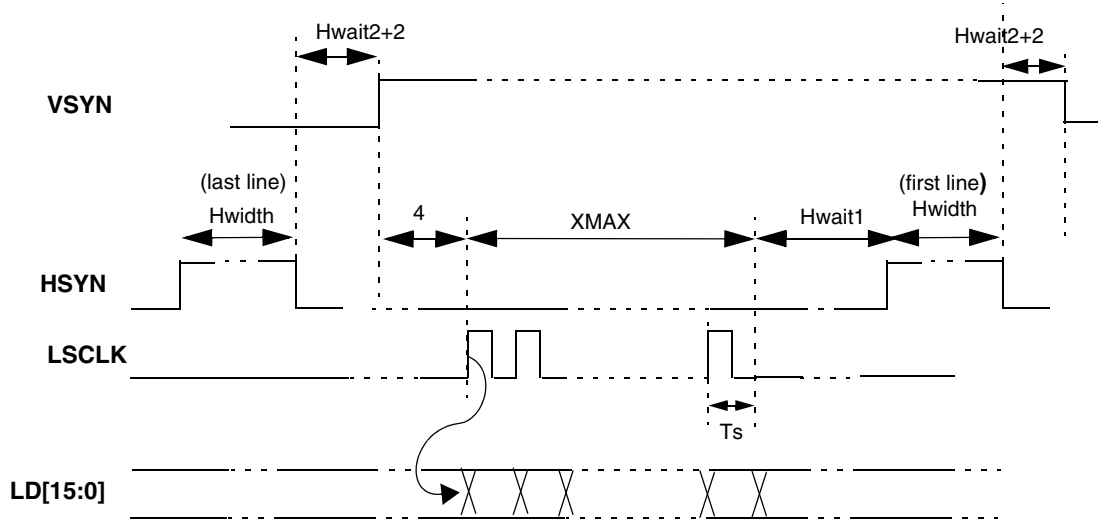 Hwait2+2
Hwait2+2
VSYN
(last line)
Hwidth
4
XMAX
Hwait1
(first line)
Hwidth
HSYN
LSCLK
Ts
LD[15:0]